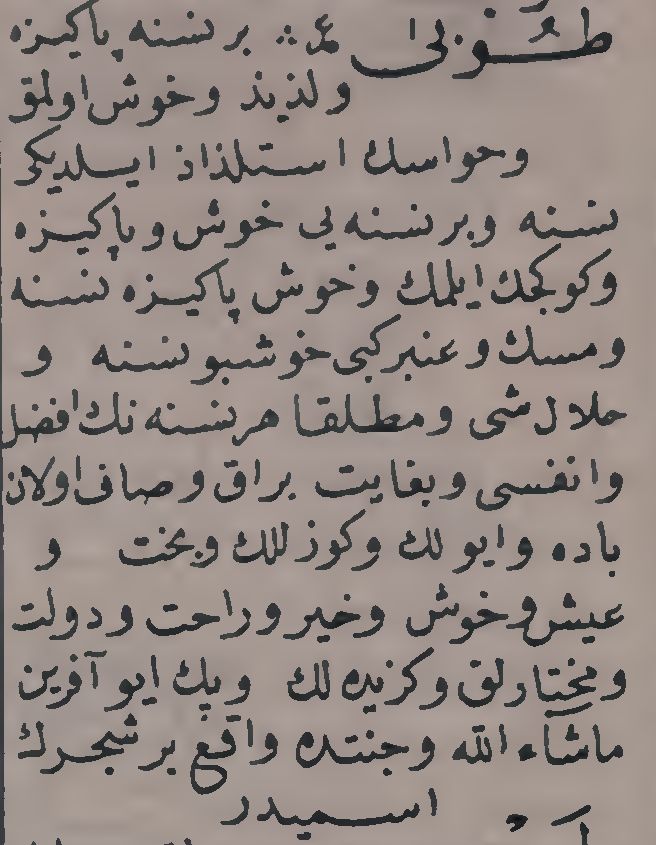 طُوبٰى ع ∴ بر نسنه پاكيزه
ولذيذ وخوش اولمق
وحواسك استلذاذ ايلديكى
نسنه وبر نسنه يى خوش وپاكيزه
وكوكجك ايلمك وخوش پاكيزه نسنه
ومسك وعنبر كبى خوشبو نسنه و
حلال شى ومطلقا هر نسنه نك افضل
وانفسى وبغايت براق وصاف اولان
باده وايولك وكوزللك وبخت و
عيش وخوش وخير وراحت ودولت
ومختارلق وكزيده لك وپك ايو آفرين
ماشاء الله وجنتده واقع بر شجرك
اسميدر